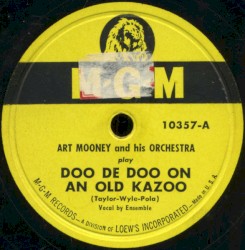 M-G-M
10357-A
ART MOONEY and his ORCHESTRA
play
DOO DE DOO ON
AN OLD KAZOO
(Taylor-Wyle-Pola)
Vocal by Ensemble
M-G-M RECORDS—A DIVISION OF LOEW'S INCORPORATED—Made in U.S.A.